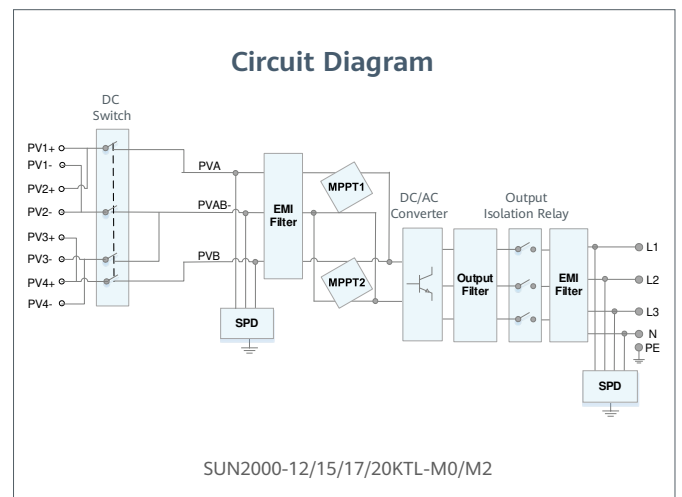 Circuit Diagram
DC
Switch
PV1+
PV1-
PV2+
PV2-
PV3+
PV3-
PV4+
PV4-
PVA
PVAB-
PVB
EMI
Filter
SPD
MPPT1
MPPT2
DC/AC
Converter
Output
Filter
Output
Isolation Relay
EMI
Filter
L1
L2
L3
N
PE
SPD
SUN2000-12/15/17/20KTL-M0/M2